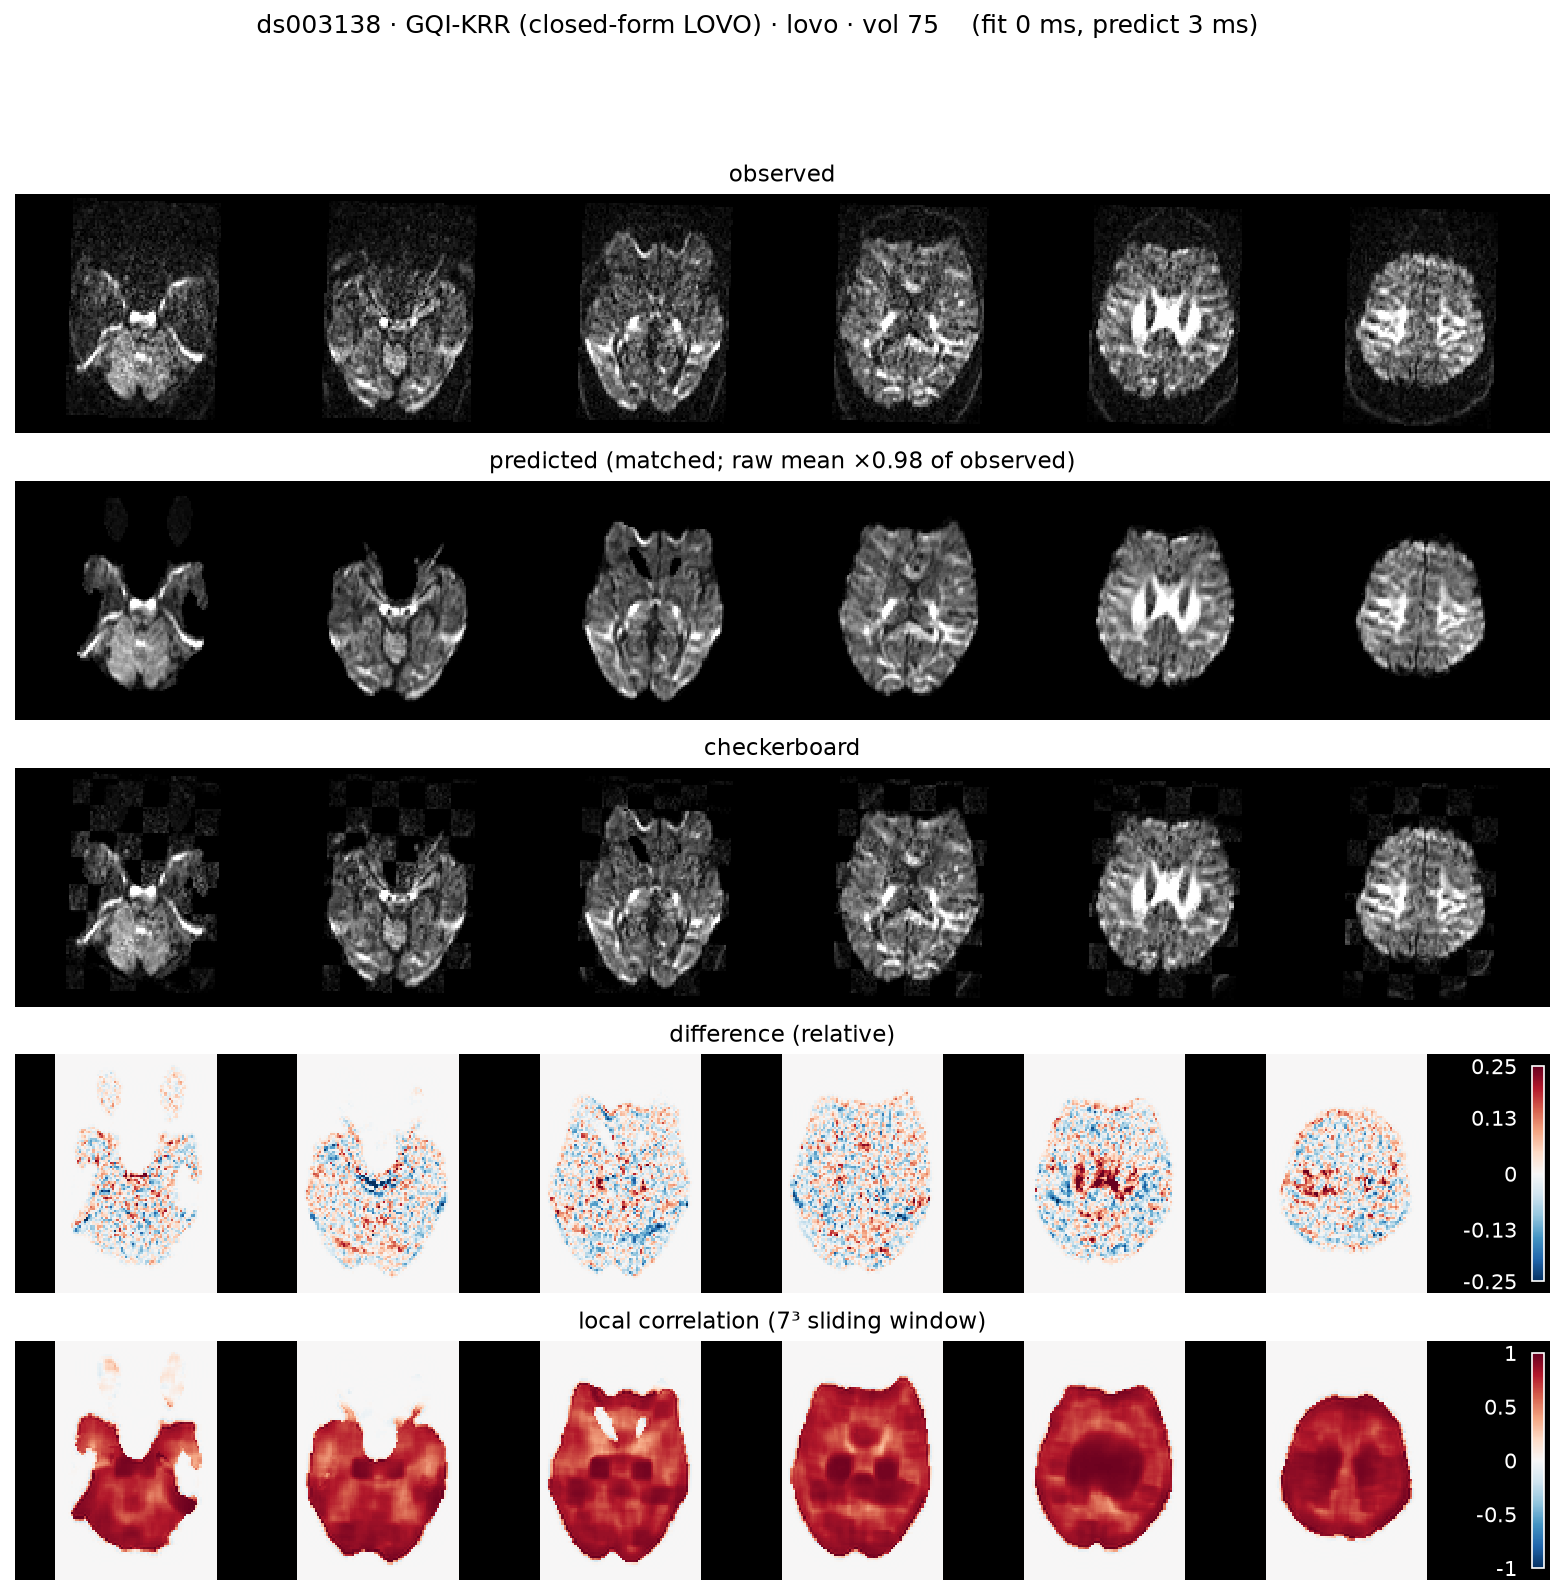 ds003138 · GQI-KRR (closed-form LOVO) · lovo · vol 75    (fit 0 ms, predict 3 ms)
observed
predicted (matched; raw mean ×0.98 of observed)
checkerboard
difference (relative)
0.25
0.13
0
-0.13
-0.25
local correlation (7³ sliding window)
1
0.5
0
-0.5
-1